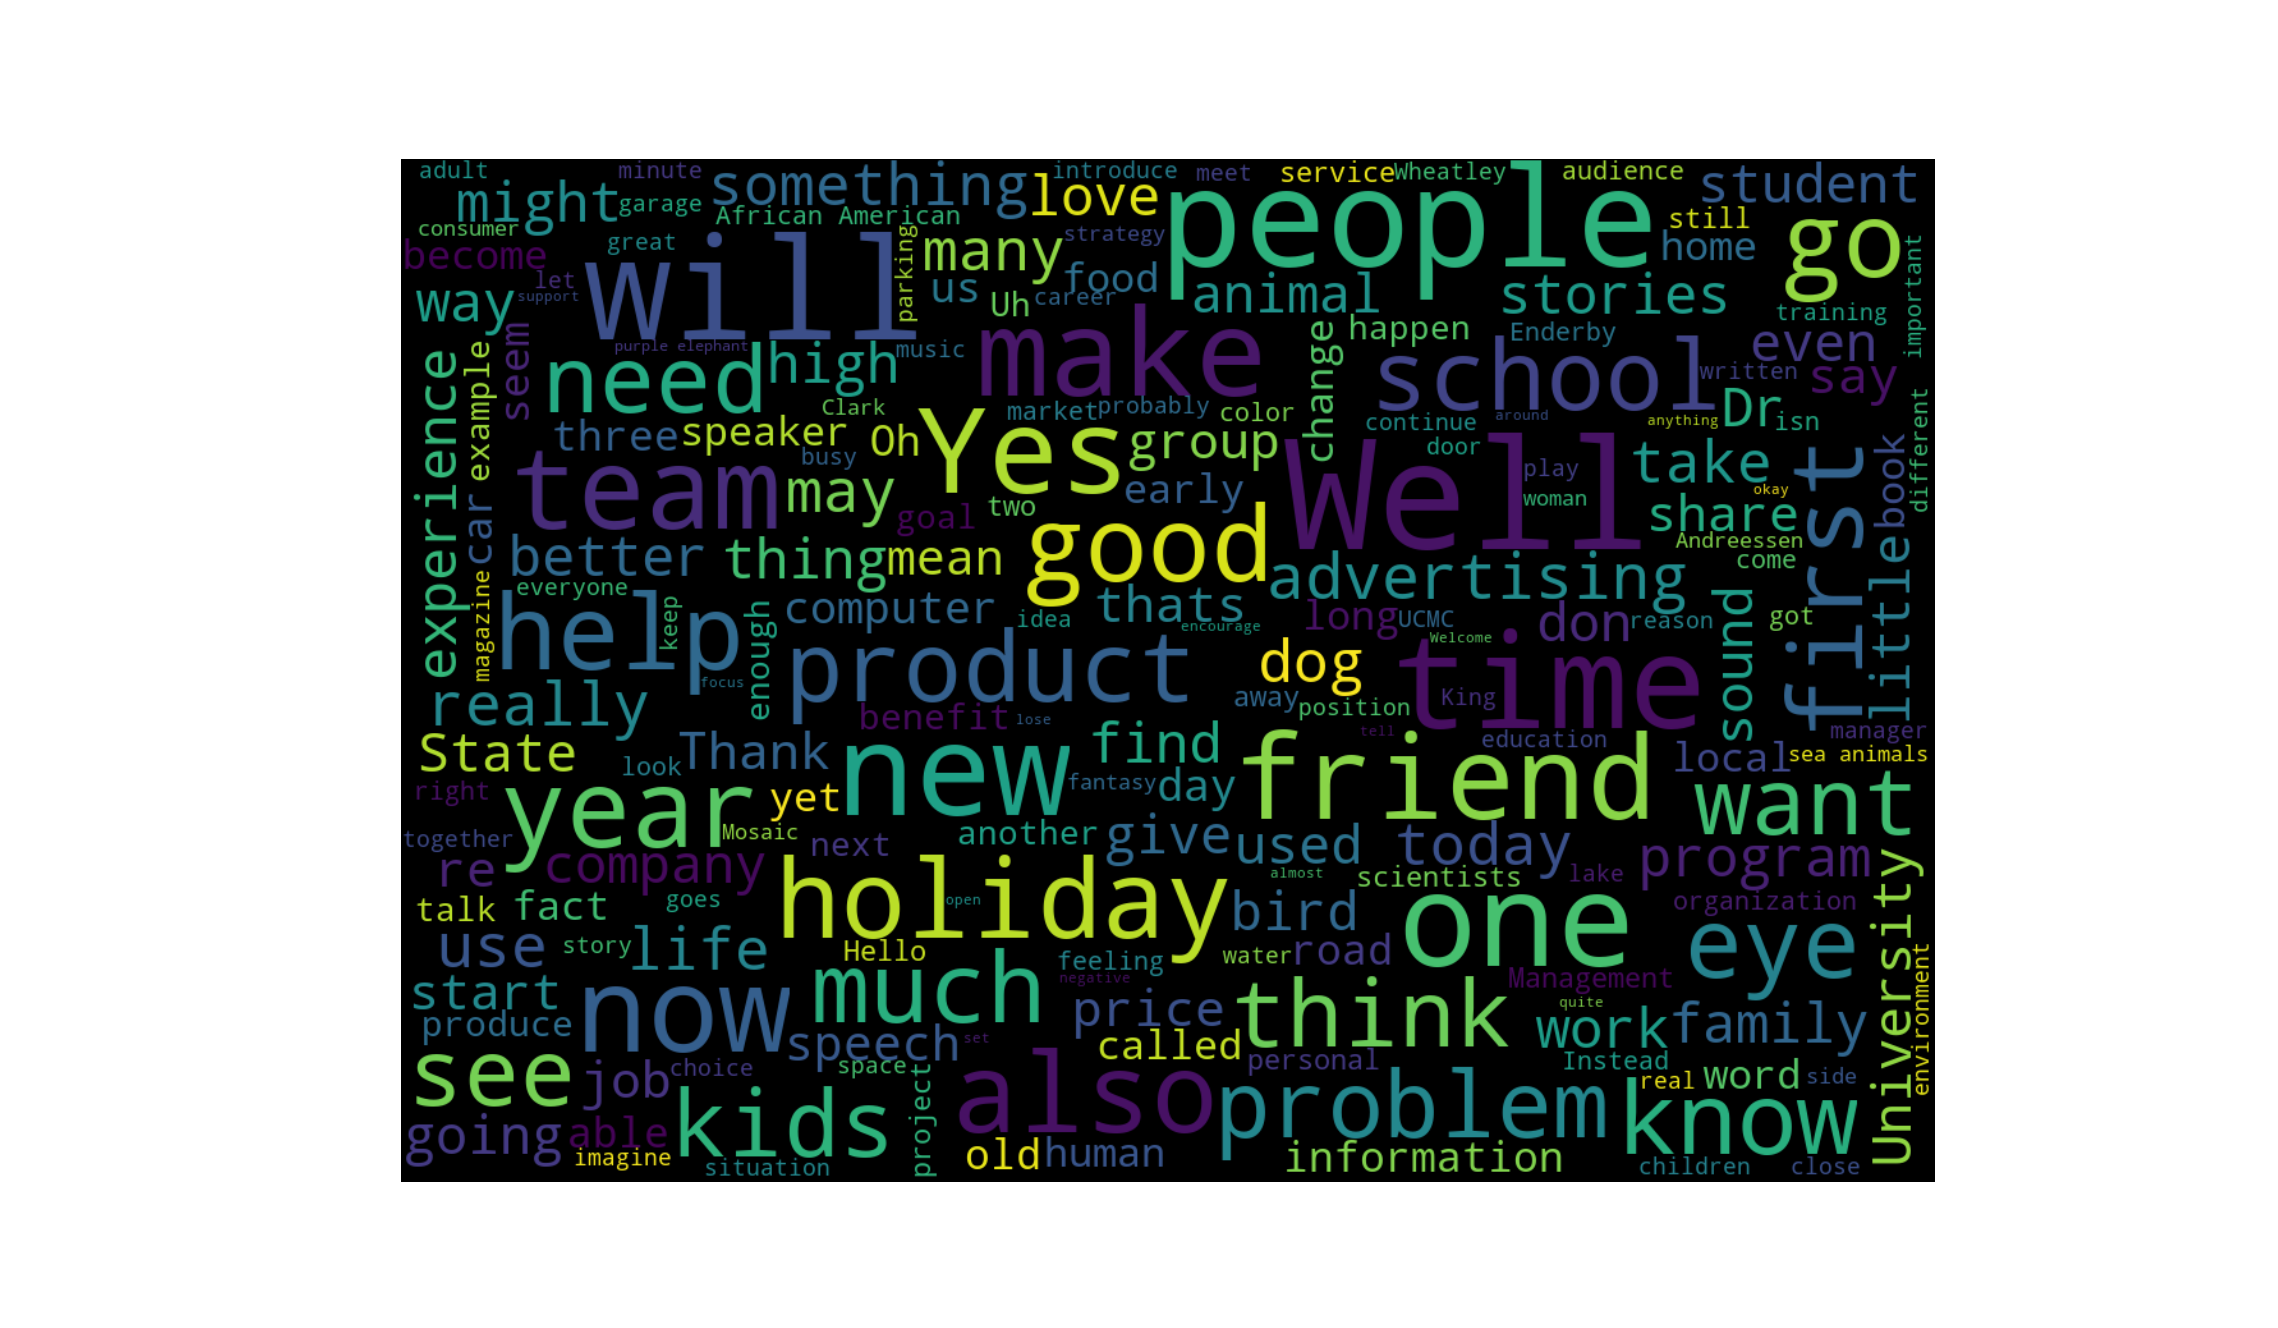 adult
minute
something
love
introduce
meet
service
Wheatley
people
audience
student
might
garage
African American
consumer
great
become
will
parking
many
strategy
still
home
go
important
let
support
way
us
food
Uh
career
animal
stories
training
seem
purple elephant
make
change
happen
Enderby
even
experience
example
need
high
music
school
written
say
Clark
market
probably
color
continue
around
anything
Dr
isn
different
three
speaker
Oh
Yes
group
door
busy
team
may
early
Well
play
take
first
book
car
goal
two
good
woman
okay
share
Andreessen
come
better
thing
mean
advertising
little
magazine
everyone
help
keep
enough
computer
idea
thats
encourage
long
UCMC
Welcome
don
reason
sound
got
product
dog
time
focus
away
position
King
really
benefit
lose
tell
manager
State
look
Thank
new
find
friend
education
local
sea animals
right
year
yet
fantasy
day
want
together
Mosaic
next
another
give
used
today
program
University
re
company
holiday
almost
scientists
lake
talk
fact
goes
open
bird
one
organization
eye
use
story
life
Hello
feeling
water
road
environment
start
now
much
negative
price
think
Management
quite
produce
speech
set
called
personal
work
family
see
job
choice
space
project
also
problem
Instead
real
word
side
going
able
kids
know
imagine
situation
old
human
information
children
close